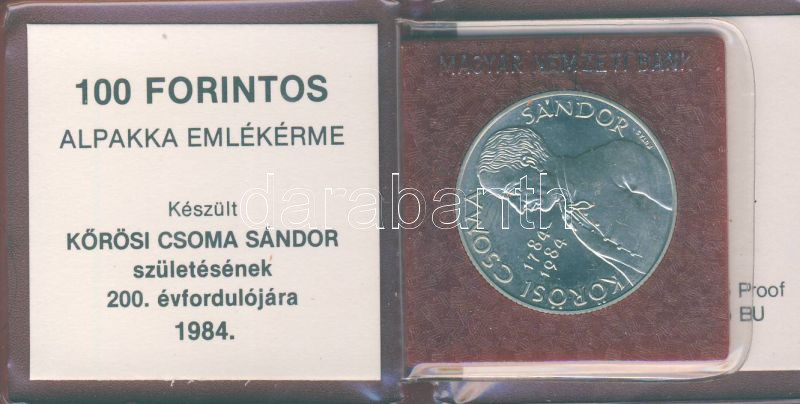 100 FORINTOS
ALPAKKA EMLÉKÉRME
Készült
KŐRÖSI CSOMA SÁNDOR
születésének
200. évfordulójára
1984.
MAGYAR NEMZETI BANK
SÁNDOR
KŐRÖSI CSOMA
1784
1984
Proof
BU
darabanth